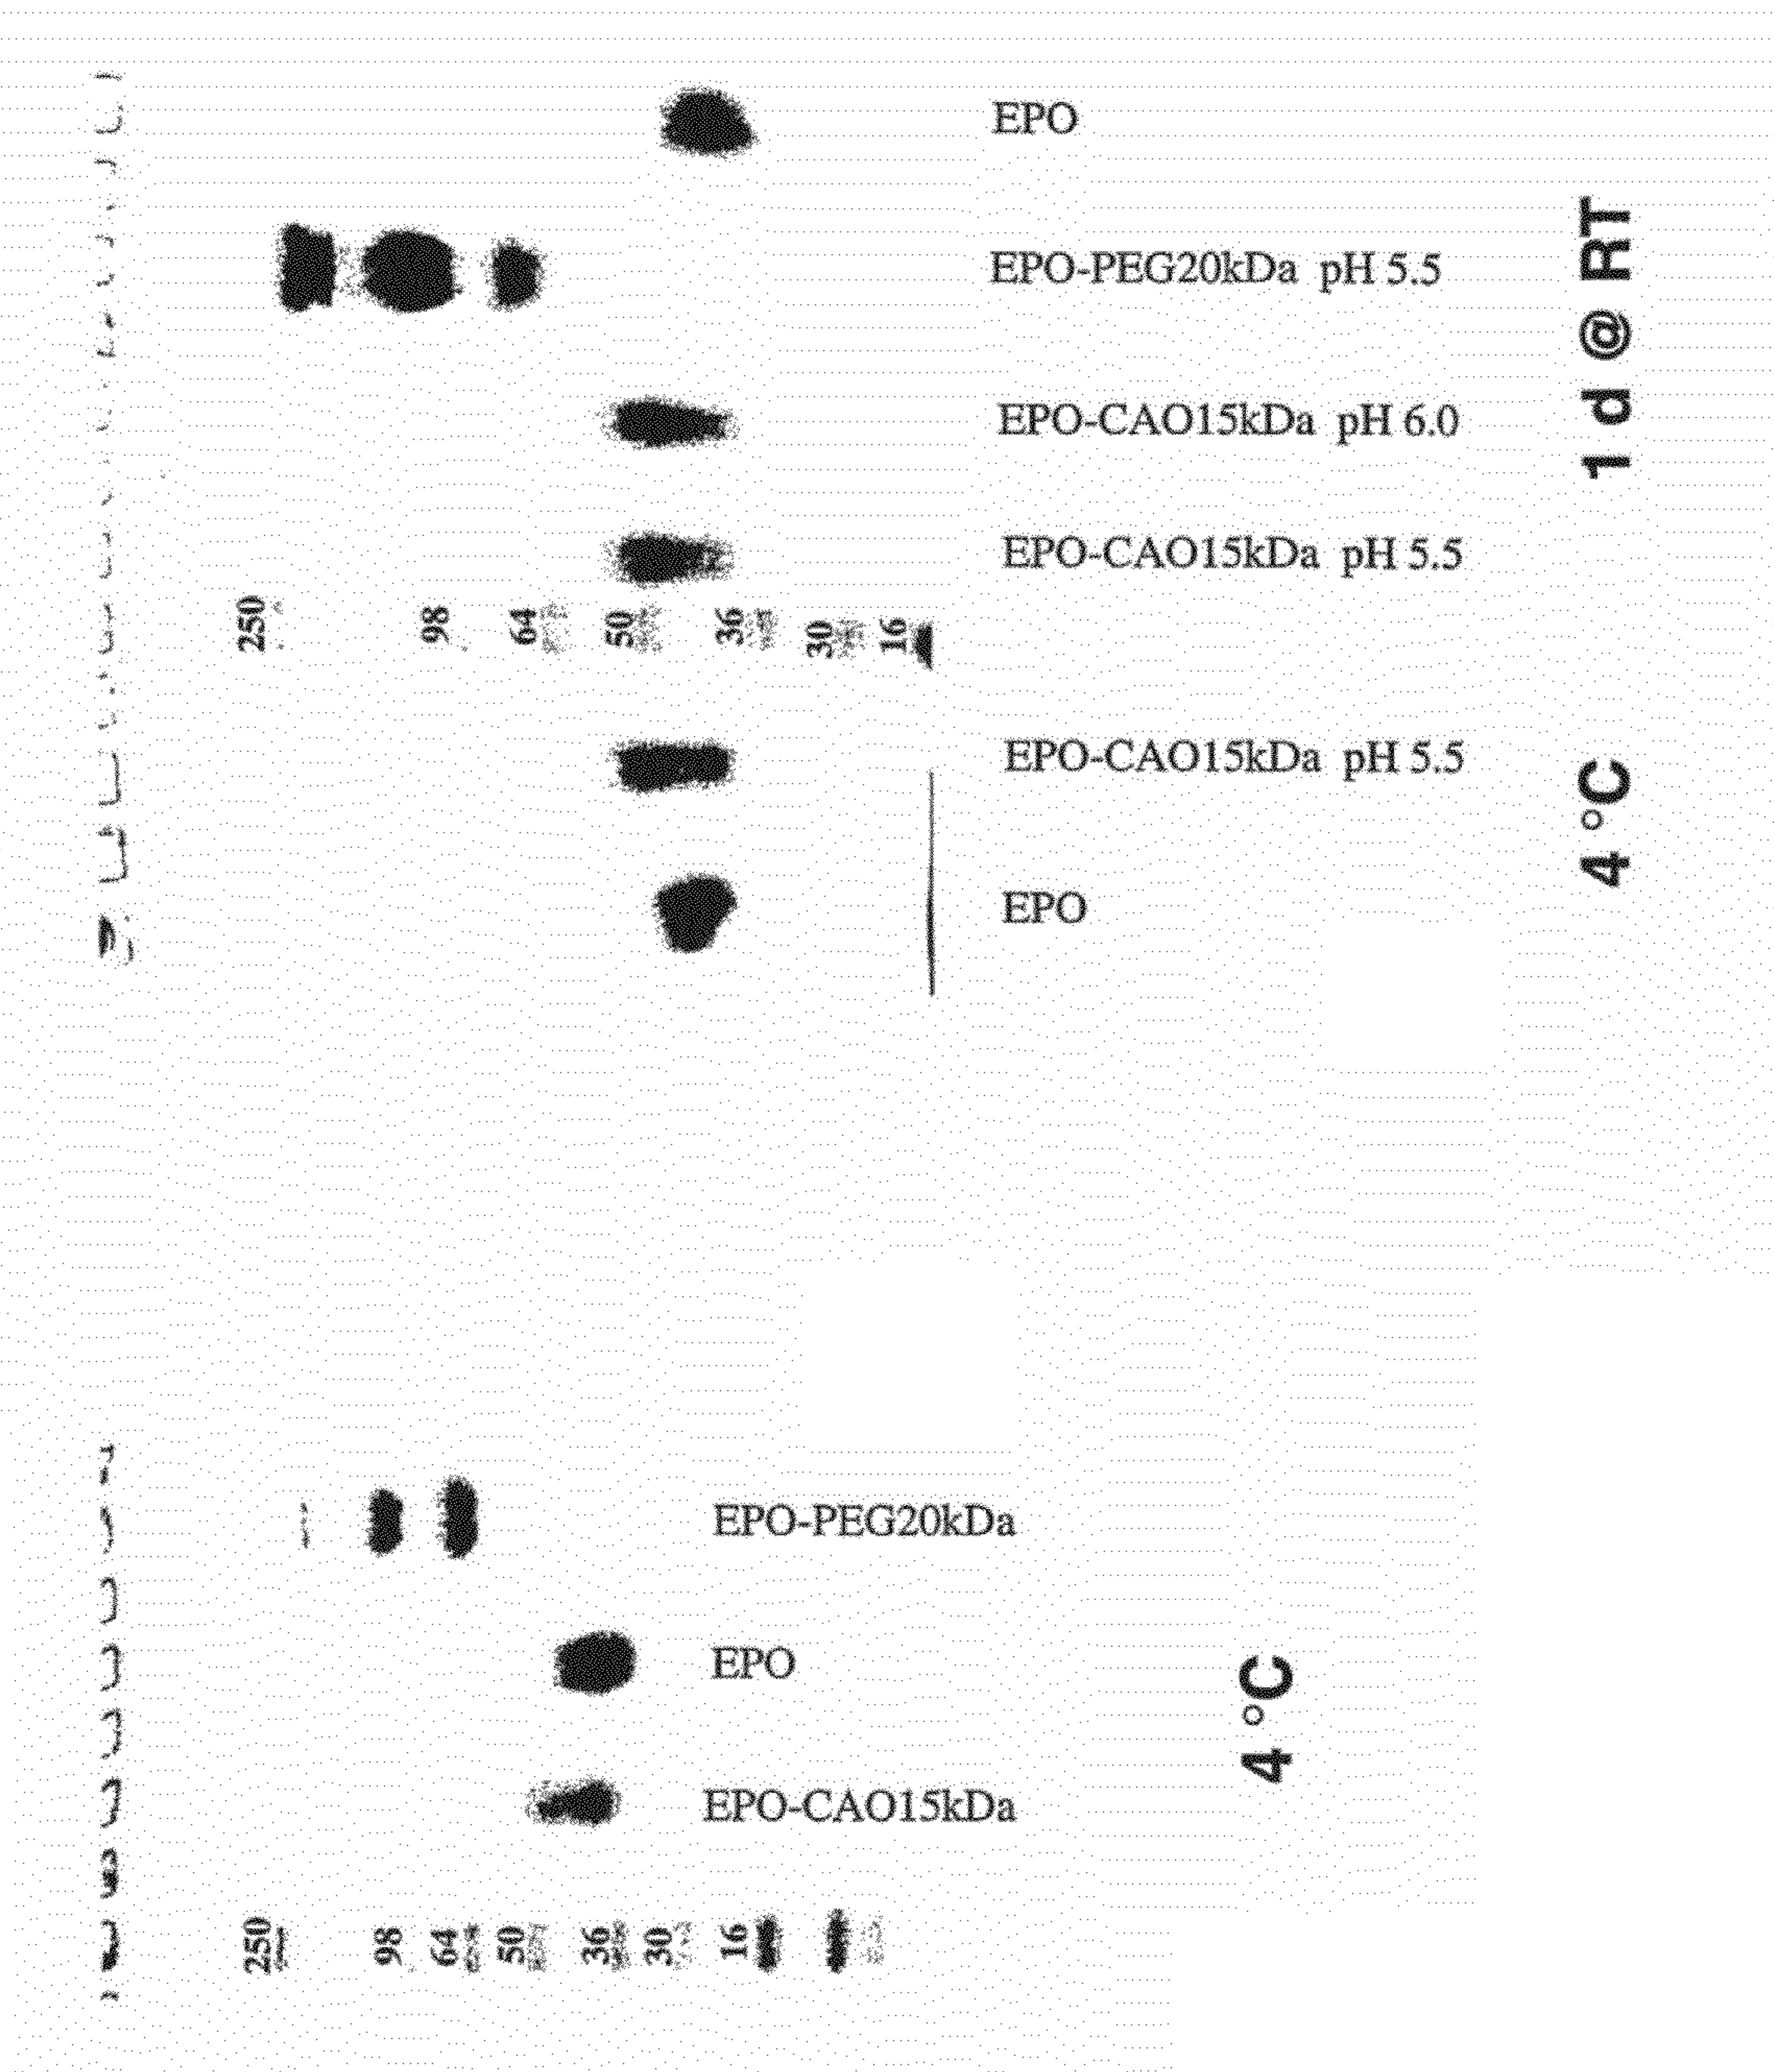 EPO
EPO-PEG20kDa pH 5.5
EPO-CAO15kDa pH 6.0
EPO-CAO15kDa pH 5.5
1 d @ RT
250 98 64 50 36 30 16
EPO-CAO15kDa pH 5.5
EPO
4 °C
EPO-PEG20kDa
EPO
EPO-CAO15kDa
4 °C
250 98 64 50 36 30 16